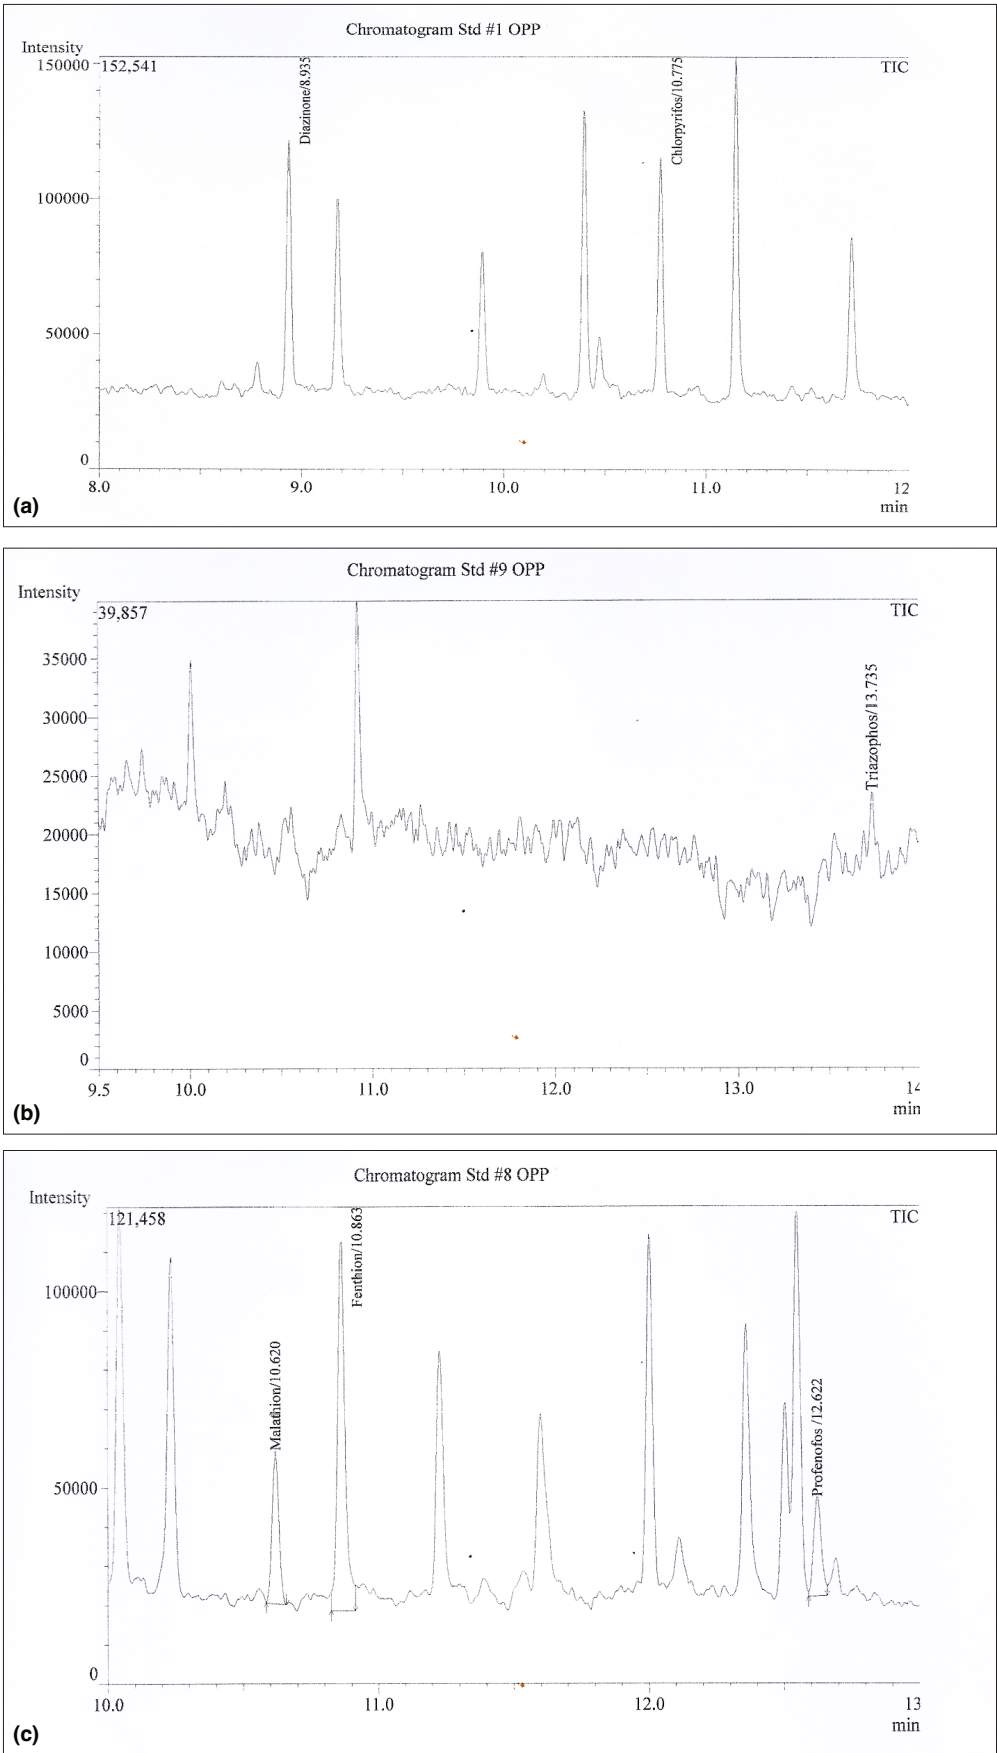 Chromatogram Std #1 OPP
Intensity
150000
152,541
TIC
Diazinone/8.935
Chlorpyrifos/10.775
100000
50000
0
8.0 9.0 10.0 11.0 12
min
(a)
Chromatogram Std #9 OPP
Intensity
39,857
TIC
35000
Triazophos/13.735
30000
25000
20000
15000
10000
5000
0
9.5 10.0 11.0 12.0 13.0 14
min
(b)
Chromatogram Std #8 OPP
Intensity
121,458
TIC
Fenthion/10.863
100000
Malathion/10.620
Profenofos /12.622
50000
0
10.0 11.0 12.0 13
min
(c)